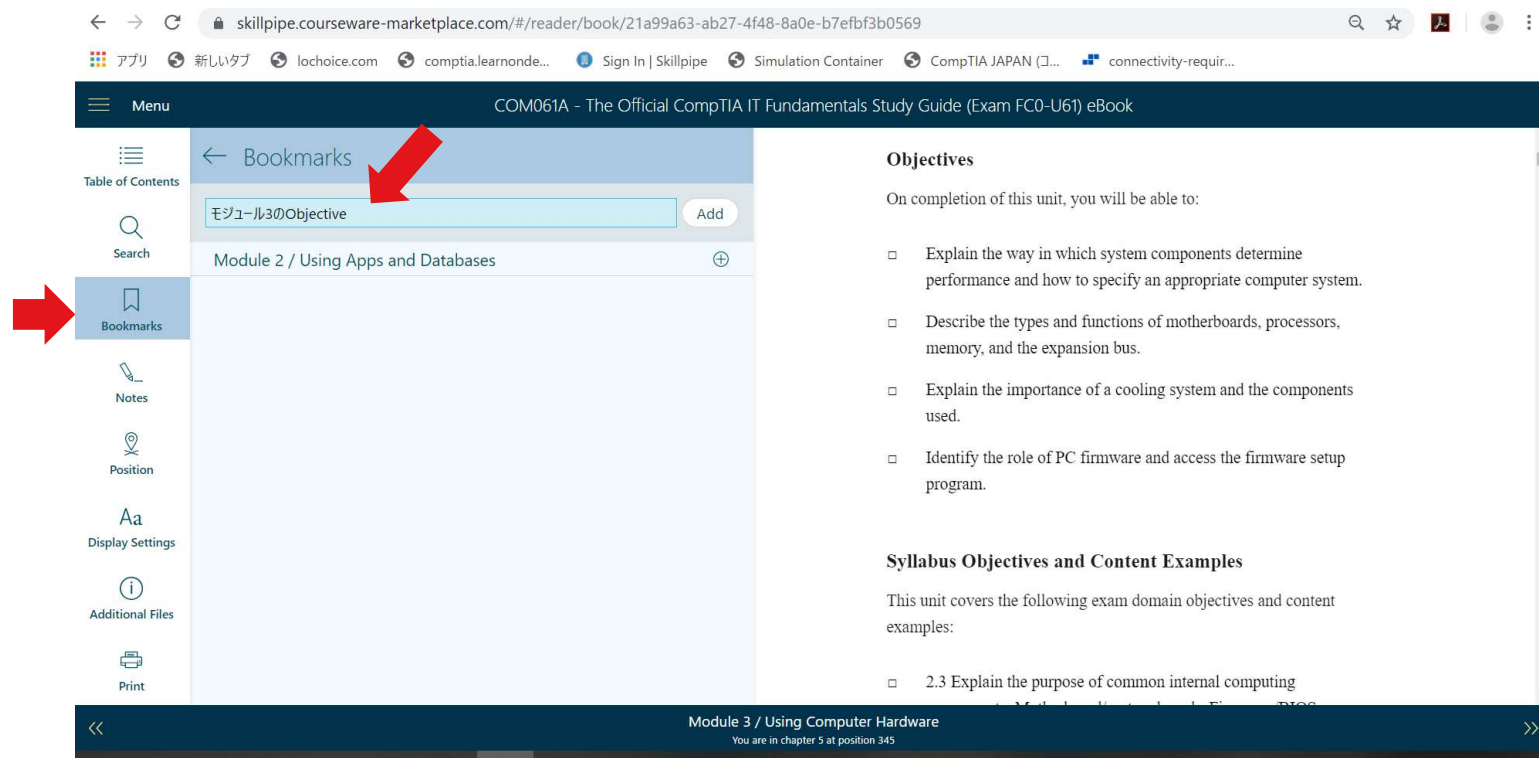 skillpipe.courseware-marketplace.com/#/reader/book/21a99a63-ab27-4f48-8a0e-b7efbf3b0569
アプリ 新しいタブ lochoice.com comptia.learnonde... Sign In | Skillpipe Simulation Container CompTIA JAPAN (コ... connectivity-requir...
Menu COM061A - The Official CompTIA IT Fundamentals Study Guide (Exam FC0-U61) eBook
Table of Contents
Search
Bookmarks
Notes
Position
Aa
Display Settings
Additional Files
Print
Bookmarks
モジュール3のObjective Add
Module 2 / Using Apps and Databases
Objectives
On completion of this unit, you will be able to:
Explain the way in which system components determine
performance and how to specify an appropriate computer system.
Describe the types and functions of motherboards, processors,
memory, and the expansion bus.
Explain the importance of a cooling system and the components
used.
Identify the role of PC firmware and access the firmware setup
program.
Syllabus Objectives and Content Examples
This unit covers the following exam domain objectives and content
examples:
2.3 Explain the purpose of common internal computing
Module 3 / Using Computer Hardware
You are in chapter 5 at position 345